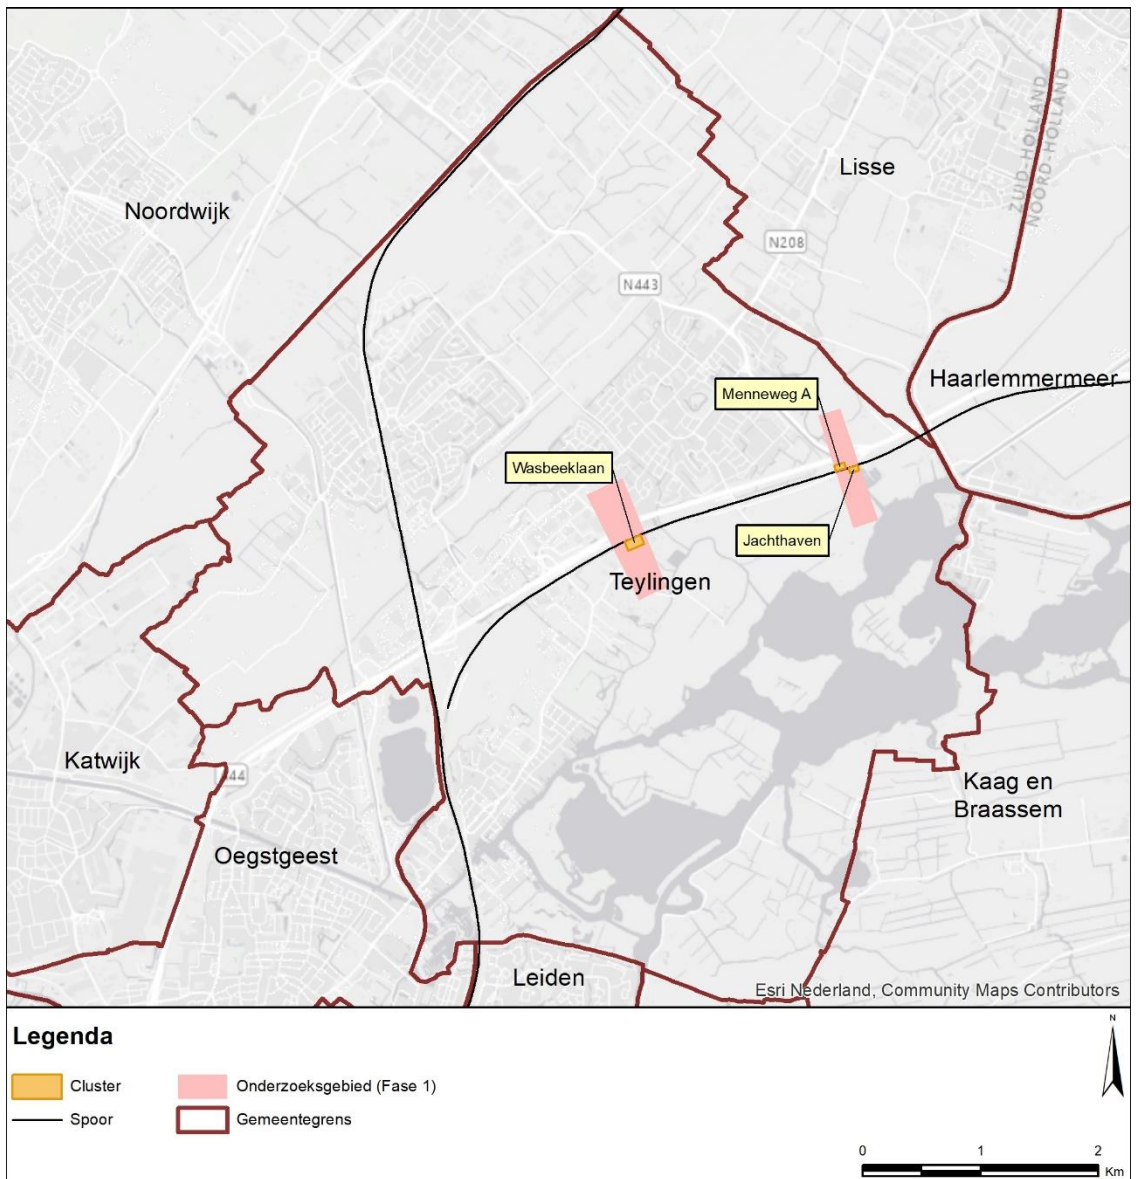 Lisse
ZUID-HOLLAND
NOORD-HOLLAND
Noordwijk
N208
N443
Haarlemmermeer
Menneweg A
Wasbeeklaan
Jachthaven
Teylingen
Katwijk
A44
Kaag en
Braassem
Oegstgeest
Leiden
Esri Nederland, Community Maps Contributors
Legenda
N
Cluster
Onderzoeksgebied (Fase 1)
Spoor
Gemeentegrens
0 1 2
Km